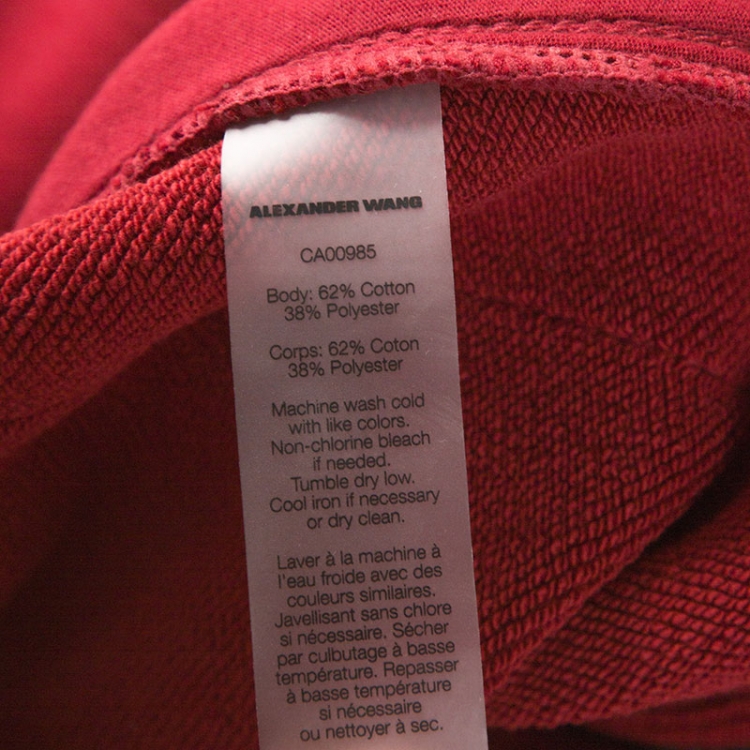 ALEXANDER WANG
CA00985
Body: 62% Cotton
38% Polyester
Corps: 62% Coton
38% Polyester
Machine wash cold
with like colors.
Non-chlorine bleach
if needed.
Tumble dry low.
Cool iron if necessary
or dry clean.
Laver à la machine à
l'eau froide avec des
couleurs similaires.
Javellisant sans chlore
si nécessaire. Sécher
par culbutage à basse
température. Repasser
à basse température
si nécessaire
ou nettoyer à sec.